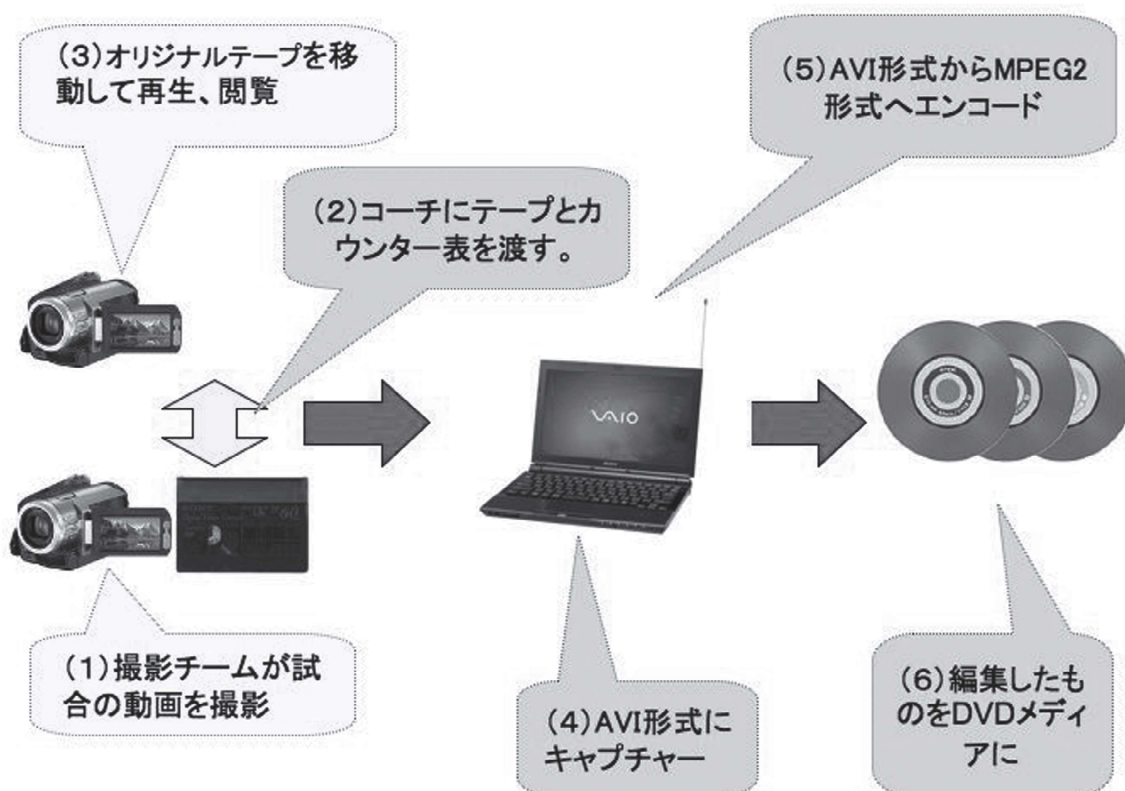 (3)オリジナルテープを移
動して再生、閲覧
(5)AVI形式からMPEG2
形式へエンコード
(2)コーチにテープとカ
ウンター表を渡す。
VAIO
60
(1)撮影チームが試
合の動画を撮影
(4)AVI形式に
キャプチャー
(6)編集したも
のをDVDメディ
アに